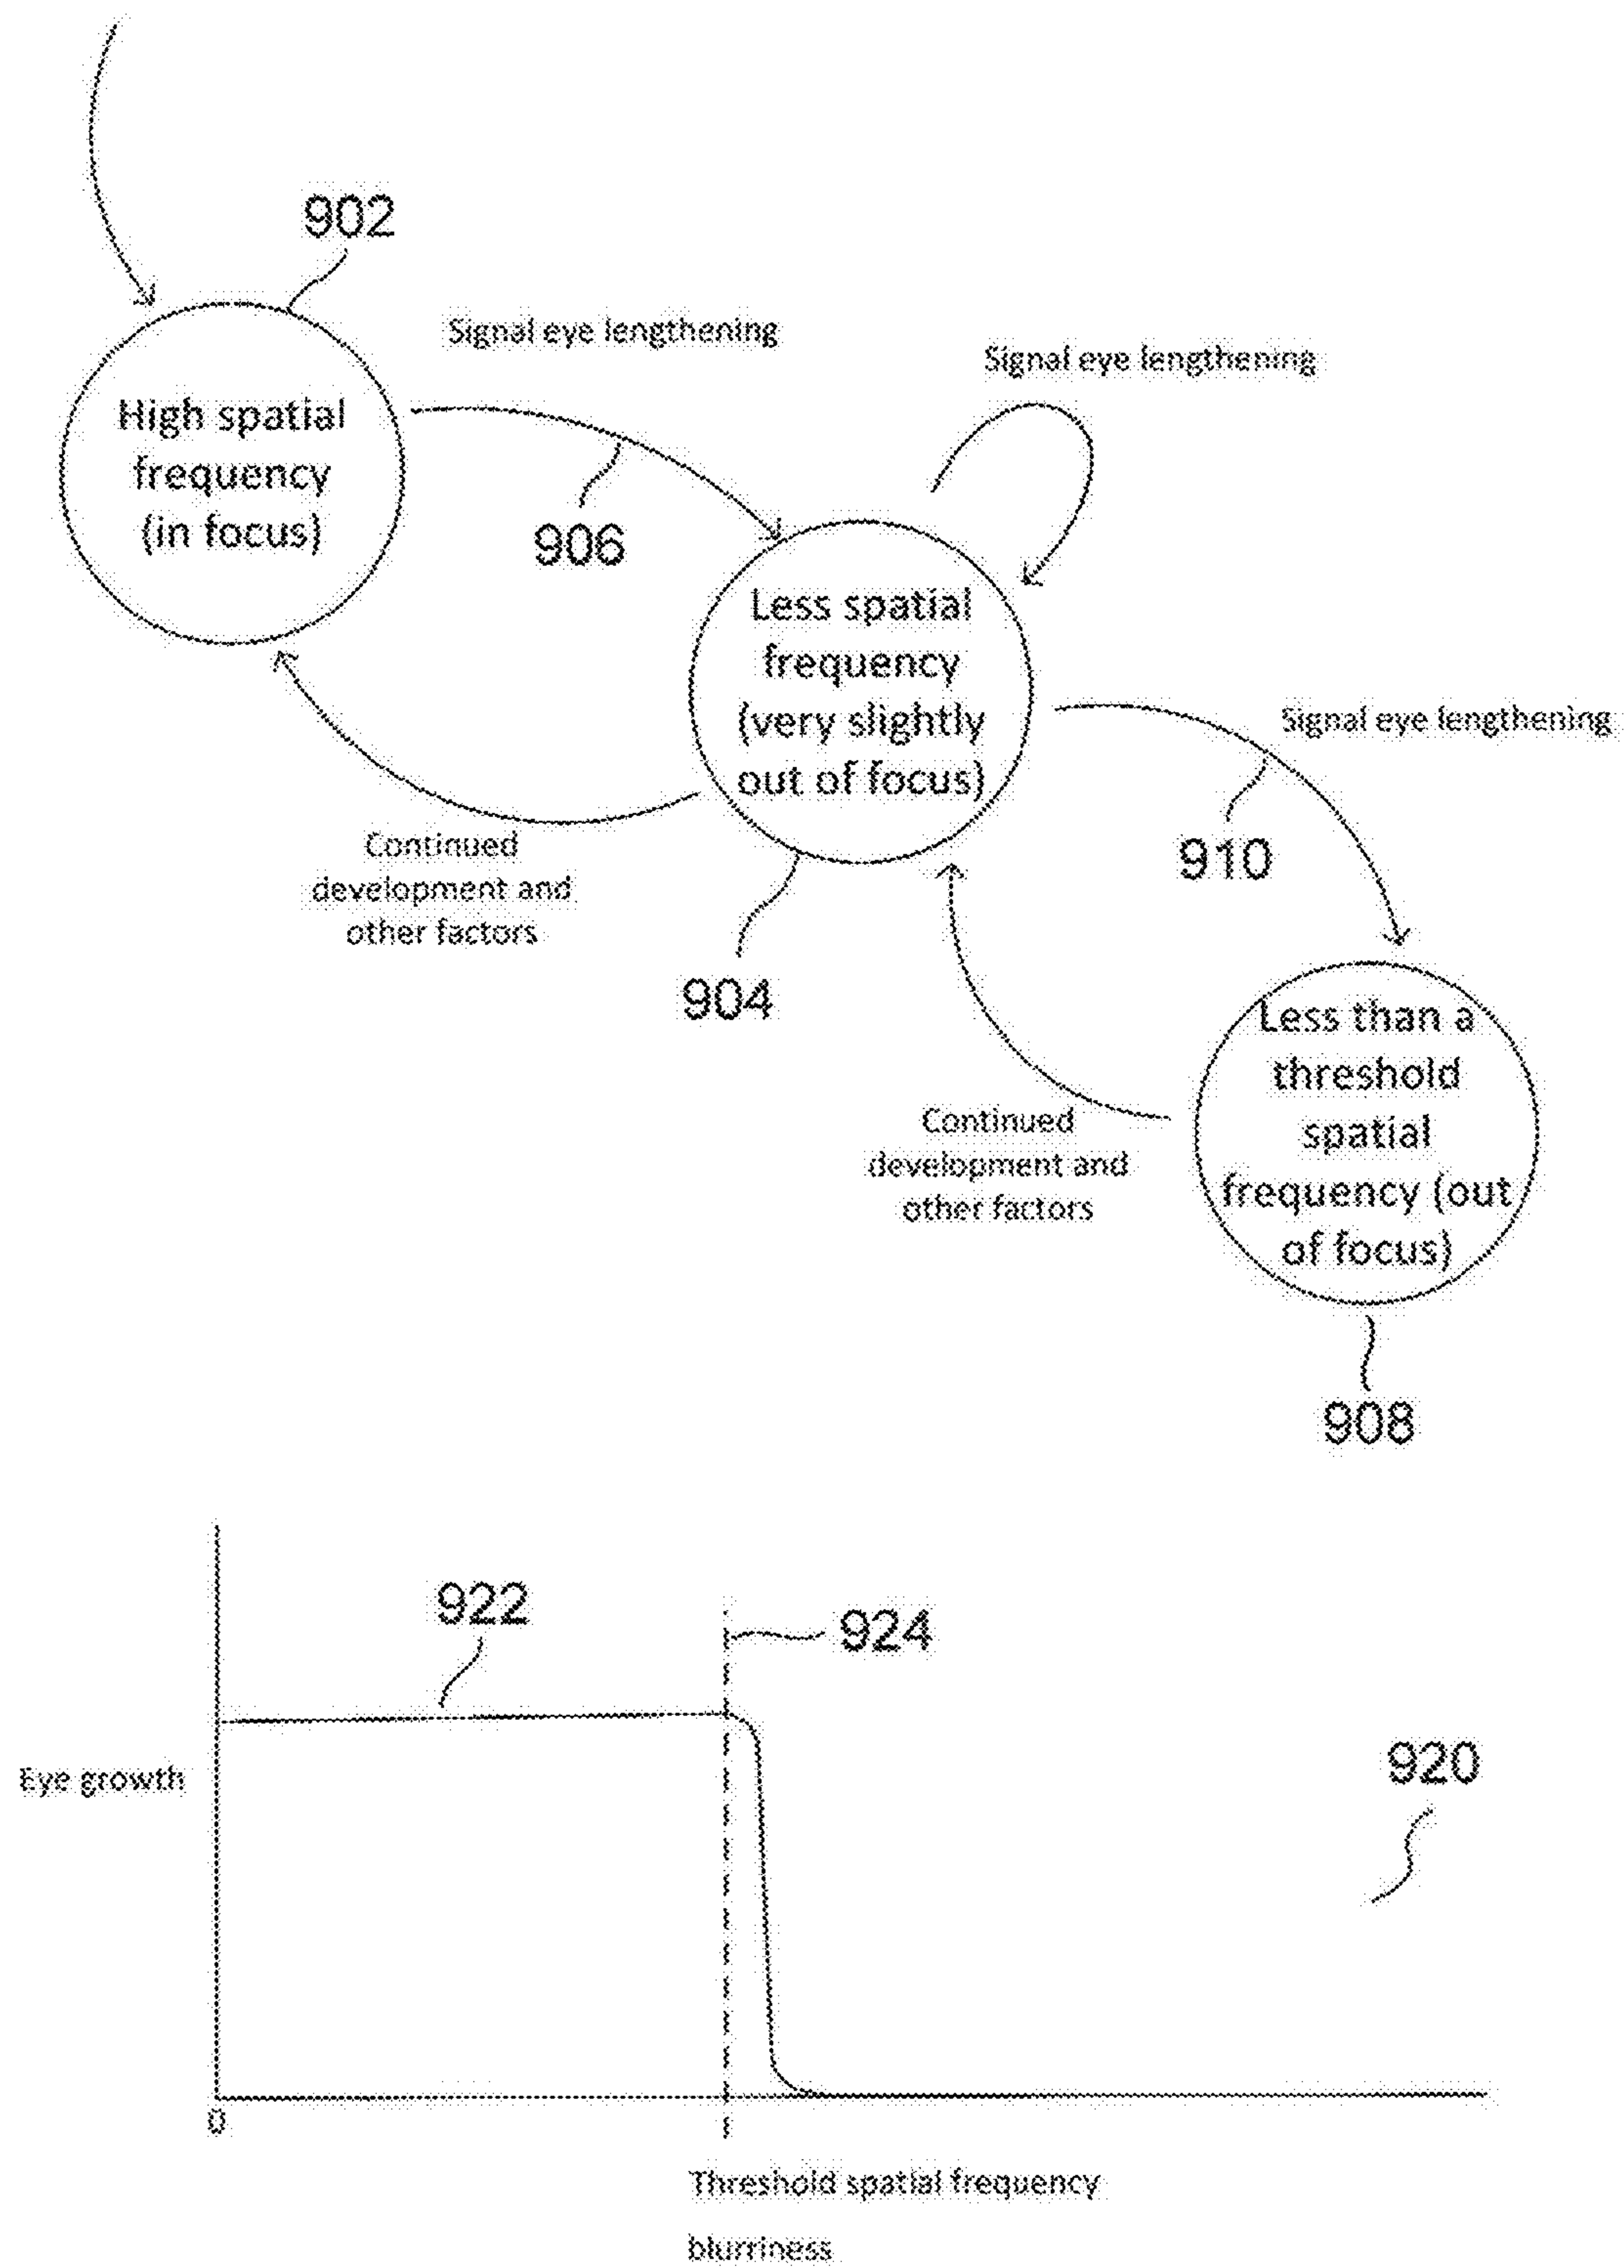 902
Signal eye lengthening
Signal eye lengthening
High spatial
frequency
(in focus)
906
Less spatial
frequency
(very slightly
out of focus)
Signal eye lengthening
910
Continued
development and
other factors
904
Less than a
threshold
spatial
frequency (out
of focus)
Continued
development and
other factors
908
922
924
920
Eye growth
0
Threshold spatial frequency
blurriness